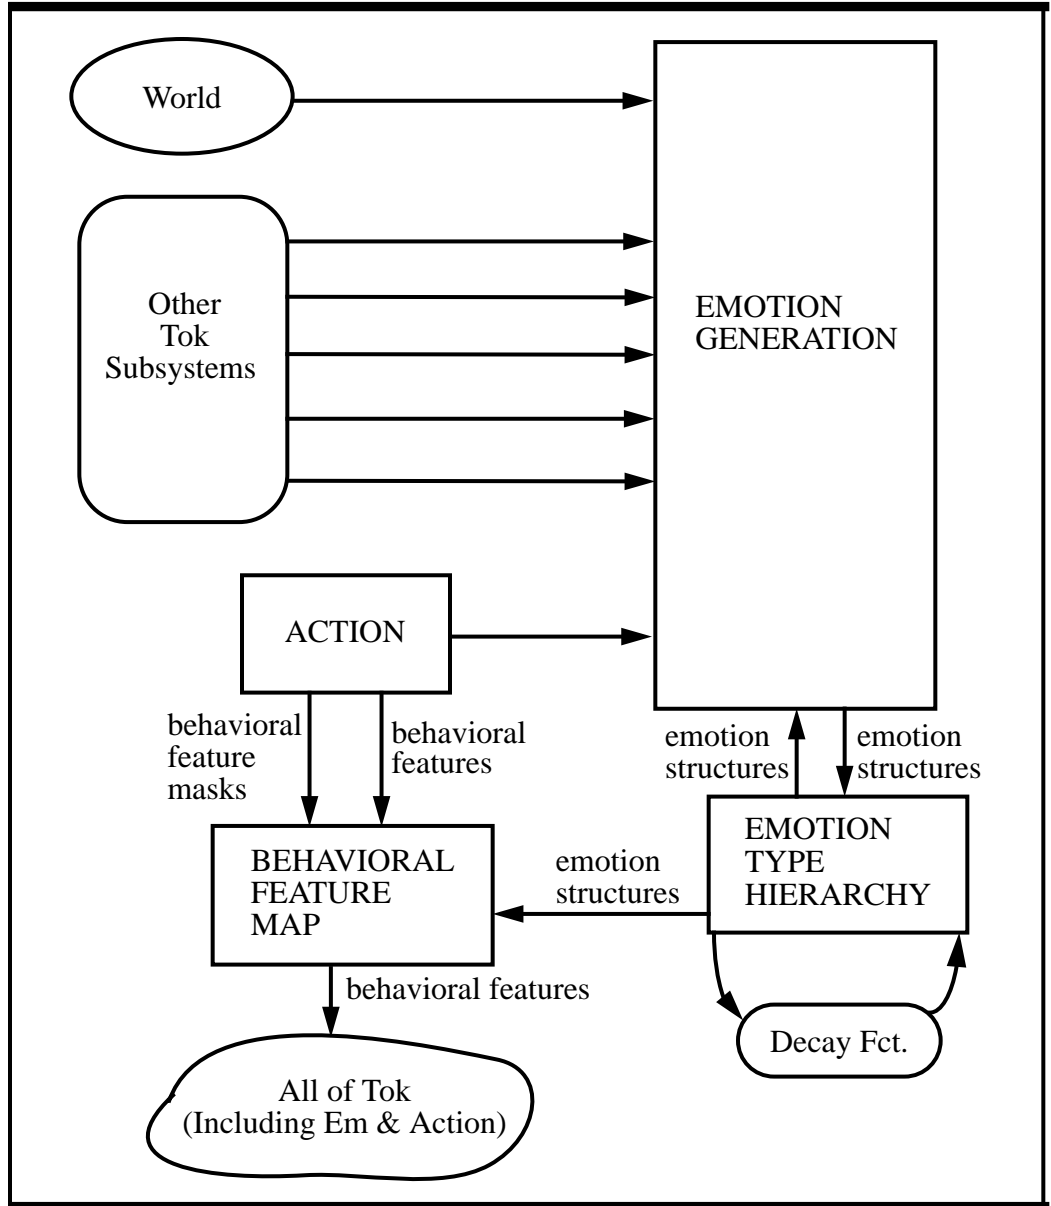 World
Other
Tok
Subsystems
EMOTION
GENERATION
ACTION
behavioral
feature
masks
behavioral
features
emotion
structures
emotion
structures
BEHAVIORAL
FEATURE
MAP
emotion
structures
EMOTION
TYPE
HIERARCHY
behavioral features
Decay Fct.
All of Tok
(Including Em & Action)